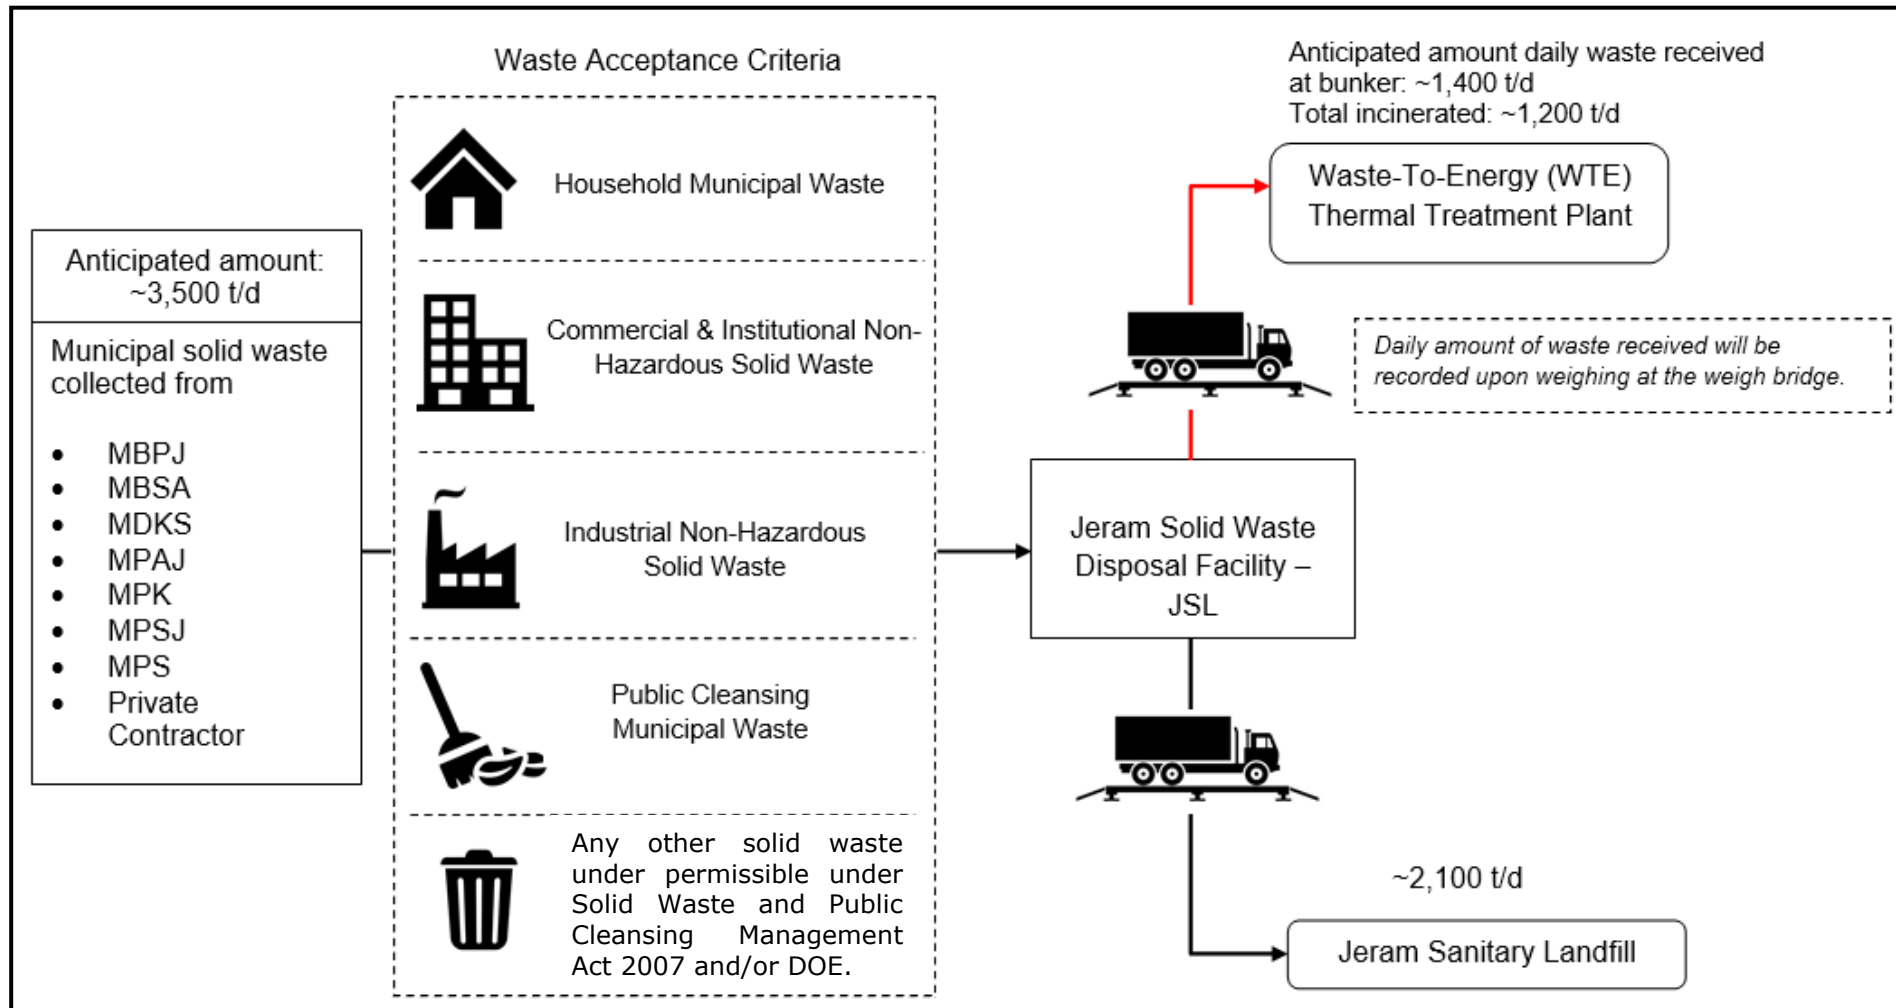 Waste Acceptance Criteria
Anticipated amount:
~3,500 t/d
Municipal solid waste
collected from
• MBPJ
• MBSA
• MDKS
• MPAJ
• MPK
• MPSJ
• MPS
• Private
Contractor
Household Municipal Waste
Commercial & Institutional Non-
Hazardous Solid Waste
Industrial Non-Hazardous
Solid Waste
Public Cleansing
Municipal Waste
Any other solid waste
under permissible under
Solid Waste and Public
Cleansing Management
Act 2007 and/or DOE.
Jeram Solid Waste
Disposal Facility –
JSL
Anticipated amount daily waste received
at bunker: ~1,400 t/d
Total incinerated: ~1,200 t/d
Waste-To-Energy (WTE)
Thermal Treatment Plant
Daily amount of waste received will be
recorded upon weighing at the weigh bridge.
~2,100 t/d
Jeram Sanitary Landfill